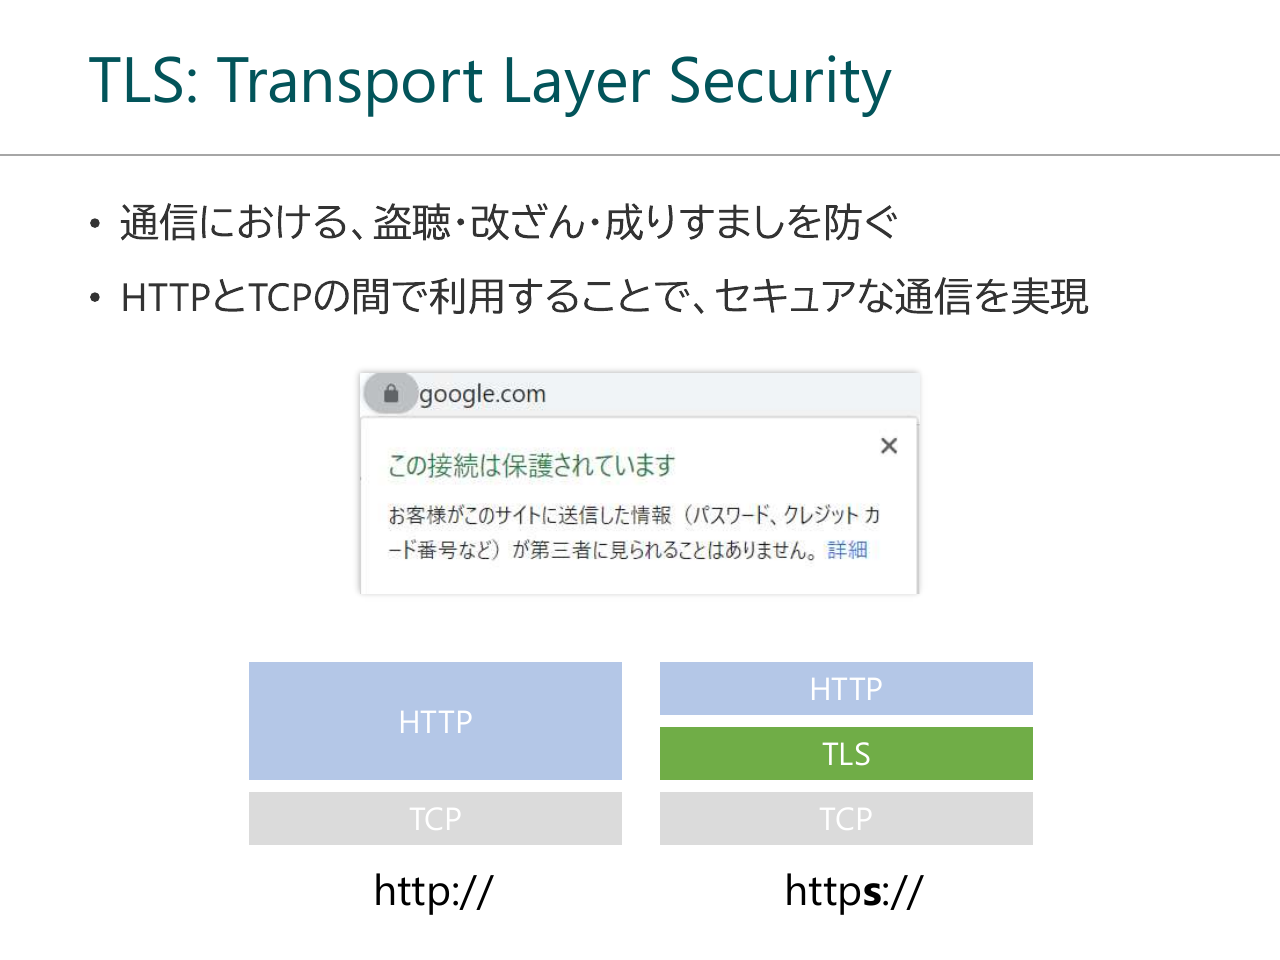 TLS: Transport Layer Security
• 通信における、盗聴・改ざん・成りすましを防ぐ
• HTTPとTCPの間で利用することで、セキュアな通信を実現
google.com
この接続は保護されています
お客様がこのサイトに送信した情報（パスワード、クレジット カ
ード番号など）が第三者に見られることはありません。 詳細
HTTP
TCP
http://
HTTP
TLS
TCP
https://